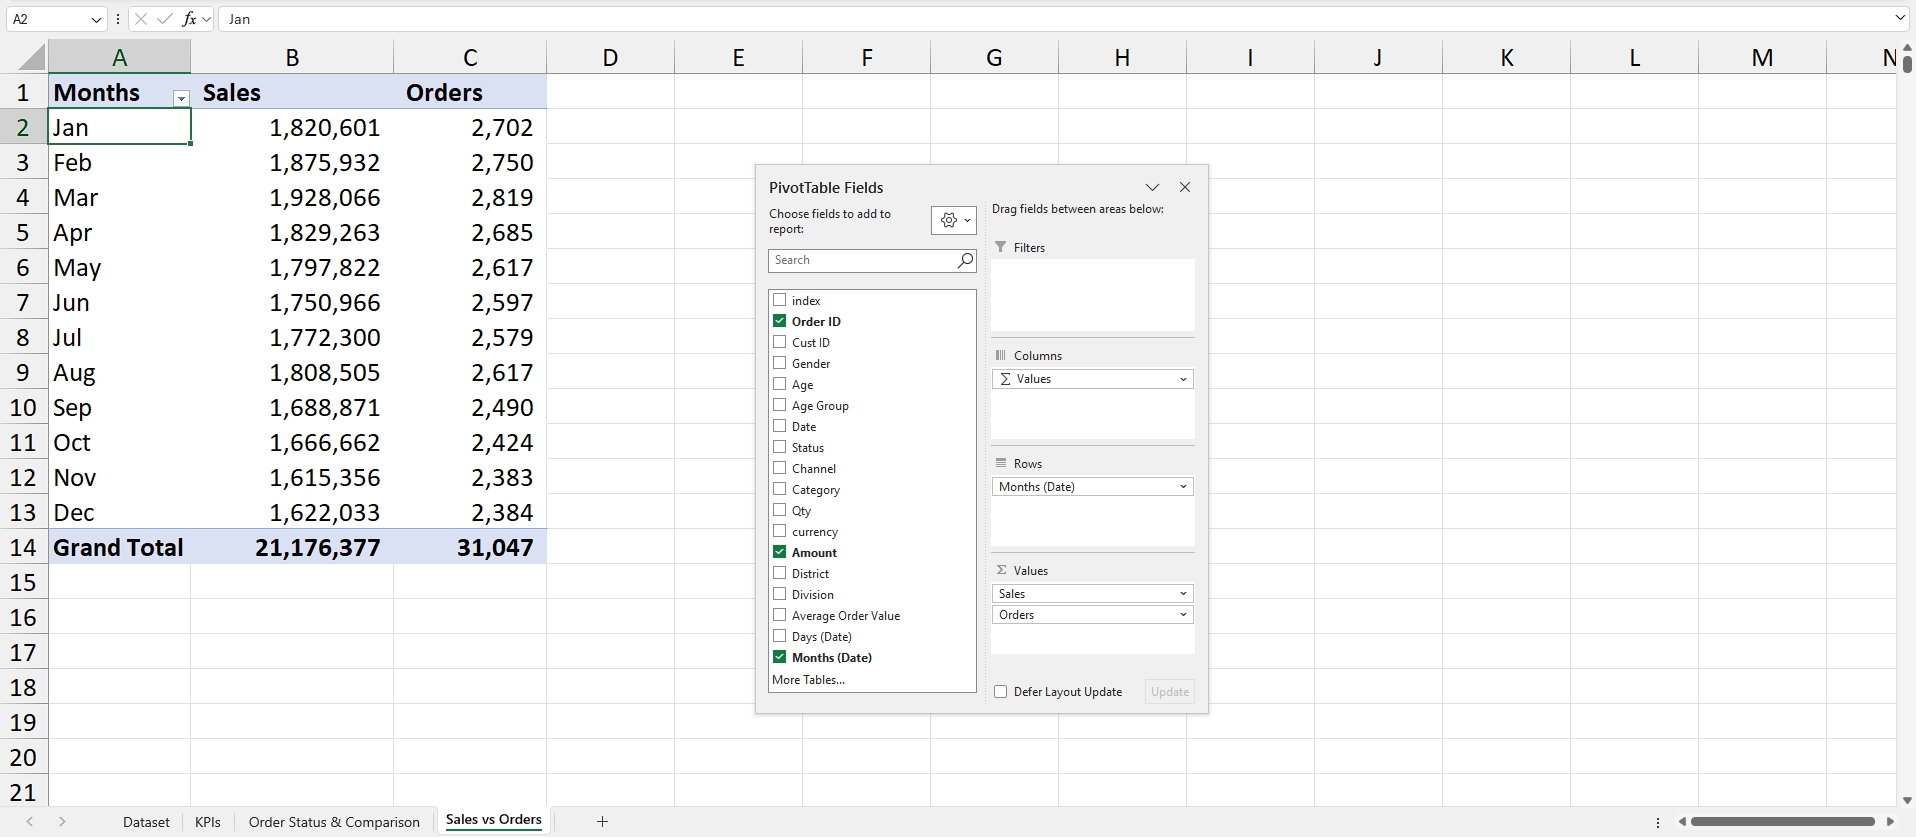 A2
fx
Jan
A B C D E F G H I J K L M N
1 Months Sales Orders
2 Jan 1,820,601 2,702
3 Feb 1,875,932 2,750
4 Mar 1,928,066 2,819
5 Apr 1,829,263 2,685
6 May 1,797,822 2,617
7 Jun 1,750,966 2,597
8 Jul 1,772,300 2,579
9 Aug 1,808,505 2,617
10 Sep 1,688,871 2,490
11 Oct 1,666,662 2,424
12 Nov 1,615,356 2,383
13 Dec 1,622,033 2,384
14 Grand Total 21,176,377 31,047
15
16
17
18
19
20
21
PivotTable Fields
Choose fields to add to
report:
Search
index
Order ID
Cust ID
Gender
Age
Age Group
Date
Status
Channel
Category
Qty
currency
Amount
District
Division
Average Order Value
Days (Date)
Months (Date)
More Tables...
Drag fields between areas below:
Filters
Columns
Σ Values
Rows
Months (Date)
Σ Values
Sales
Orders
Defer Layout Update
Update
Dataset KPIs Order Status & Comparison Sales vs Orders